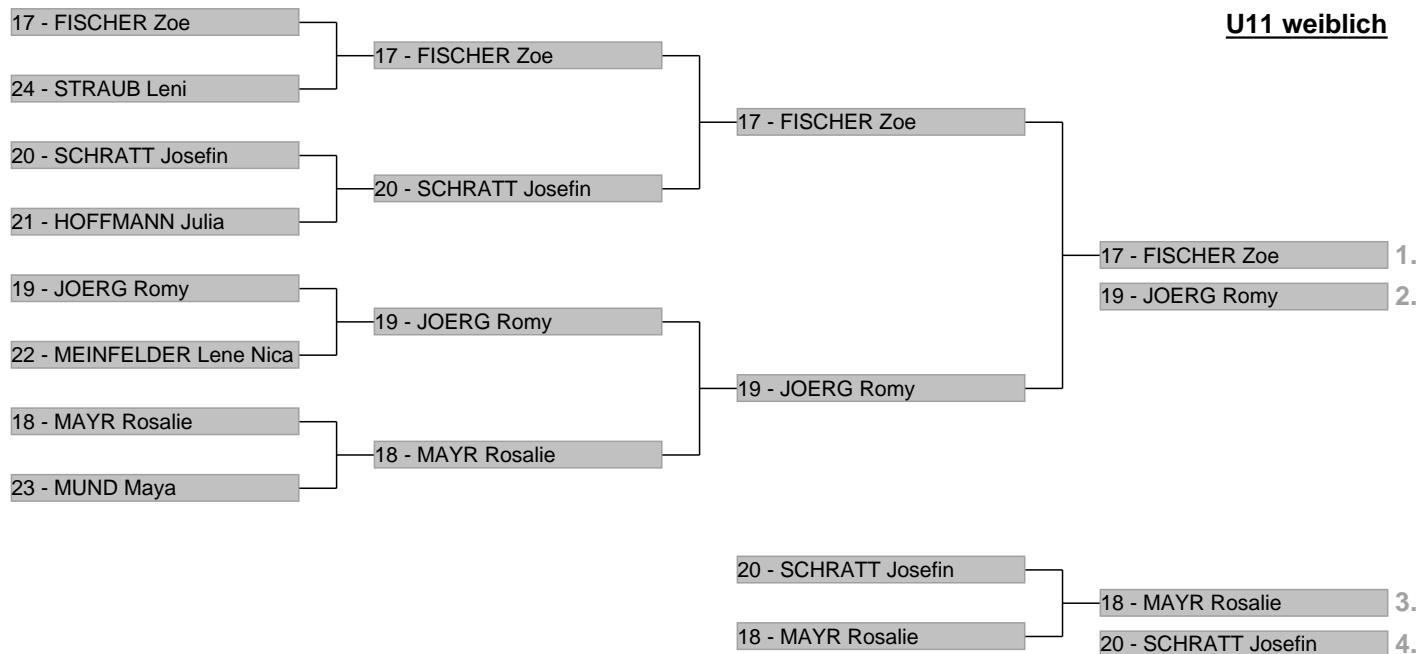 U11 weiblich
17 - FISCHER Zoe
24 - STRAUB Leni
20 - SCHRATT Josefin
21 - HOFFMANN Julia
19 - JOERG Romy
22 - MEINFELDER Lene Nica
18 - MAYR Rosalie
23 - MUND Maya
17 - FISCHER Zoe
20 - SCHRATT Josefin
19 - JOERG Romy
18 - MAYR Rosalie
17 - FISCHER Zoe
19 - JOERG Romy
17 - FISCHER Zoe 1.
19 - JOERG Romy 2.
20 - SCHRATT Josefin
18 - MAYR Rosalie
18 - MAYR Rosalie 3.
20 - SCHRATT Josefin 4.